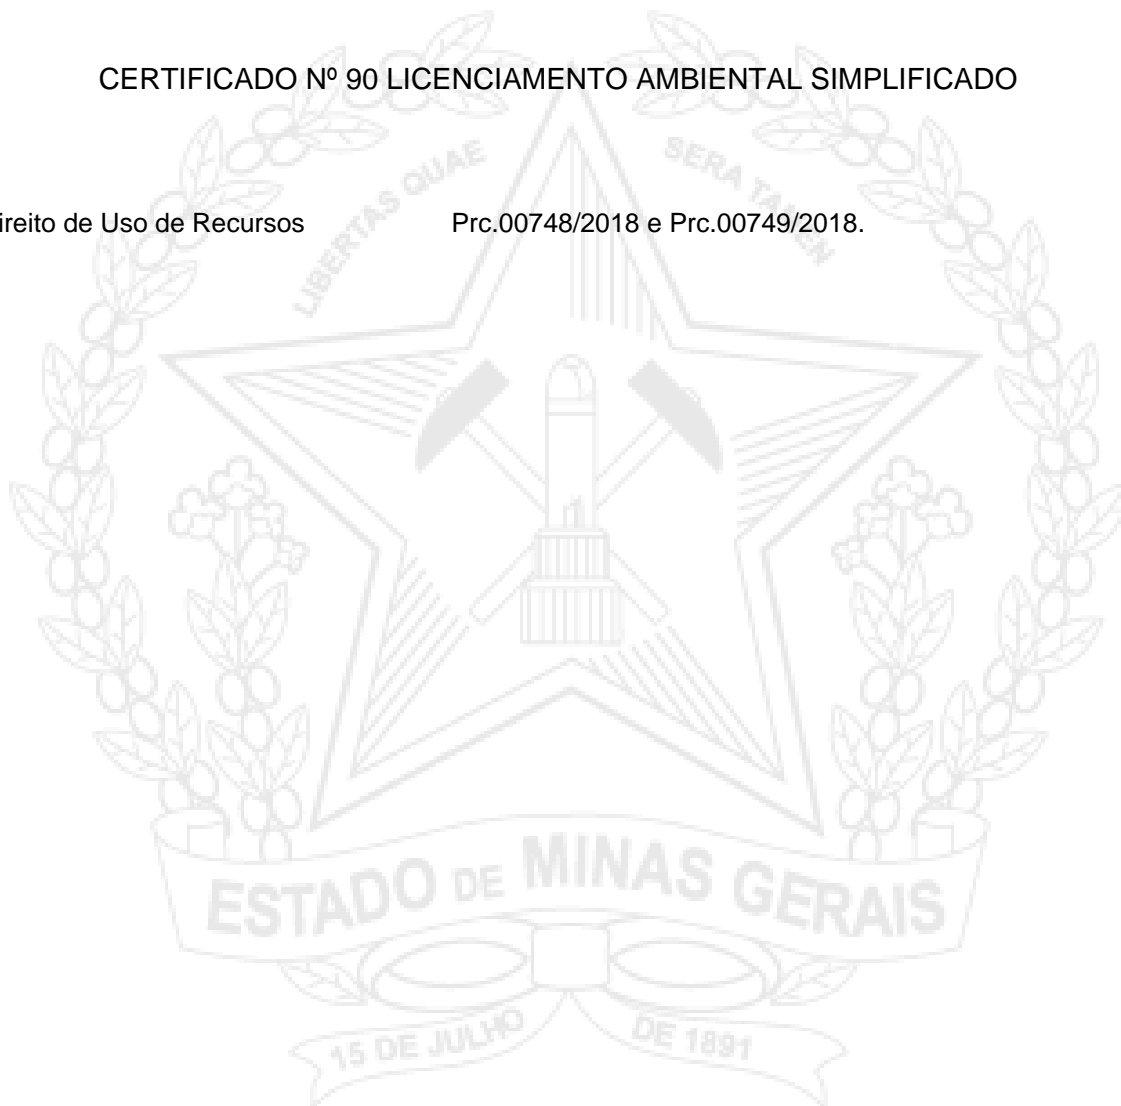 CERTIFICADO Nº 90 LICENCIAMENTO AMBIENTAL SIMPLIFICADO
LIBERTAS QUAE SERA TAMEN
ireito de Uso de Recursos Prc.00748/2018 e Prc.00749/2018.
ESTADO DE MINAS GERAIS
15 DE JULHO DE 1891